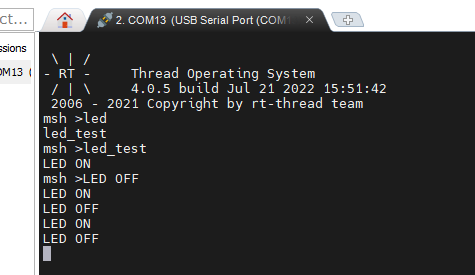 ct...
2. COM13 (USB Serial Port (COM1
ssions
OM13 (
 \ | /
- RT -     Thread Operating System
 / | \     4.0.5 build Jul 21 2022 15:51:42
 2006 - 2021 Copyright by rt-thread team
msh >led
led_test
msh >led_test
LED ON
msh >LED OFF
LED ON
LED OFF
LED ON
LED OFF